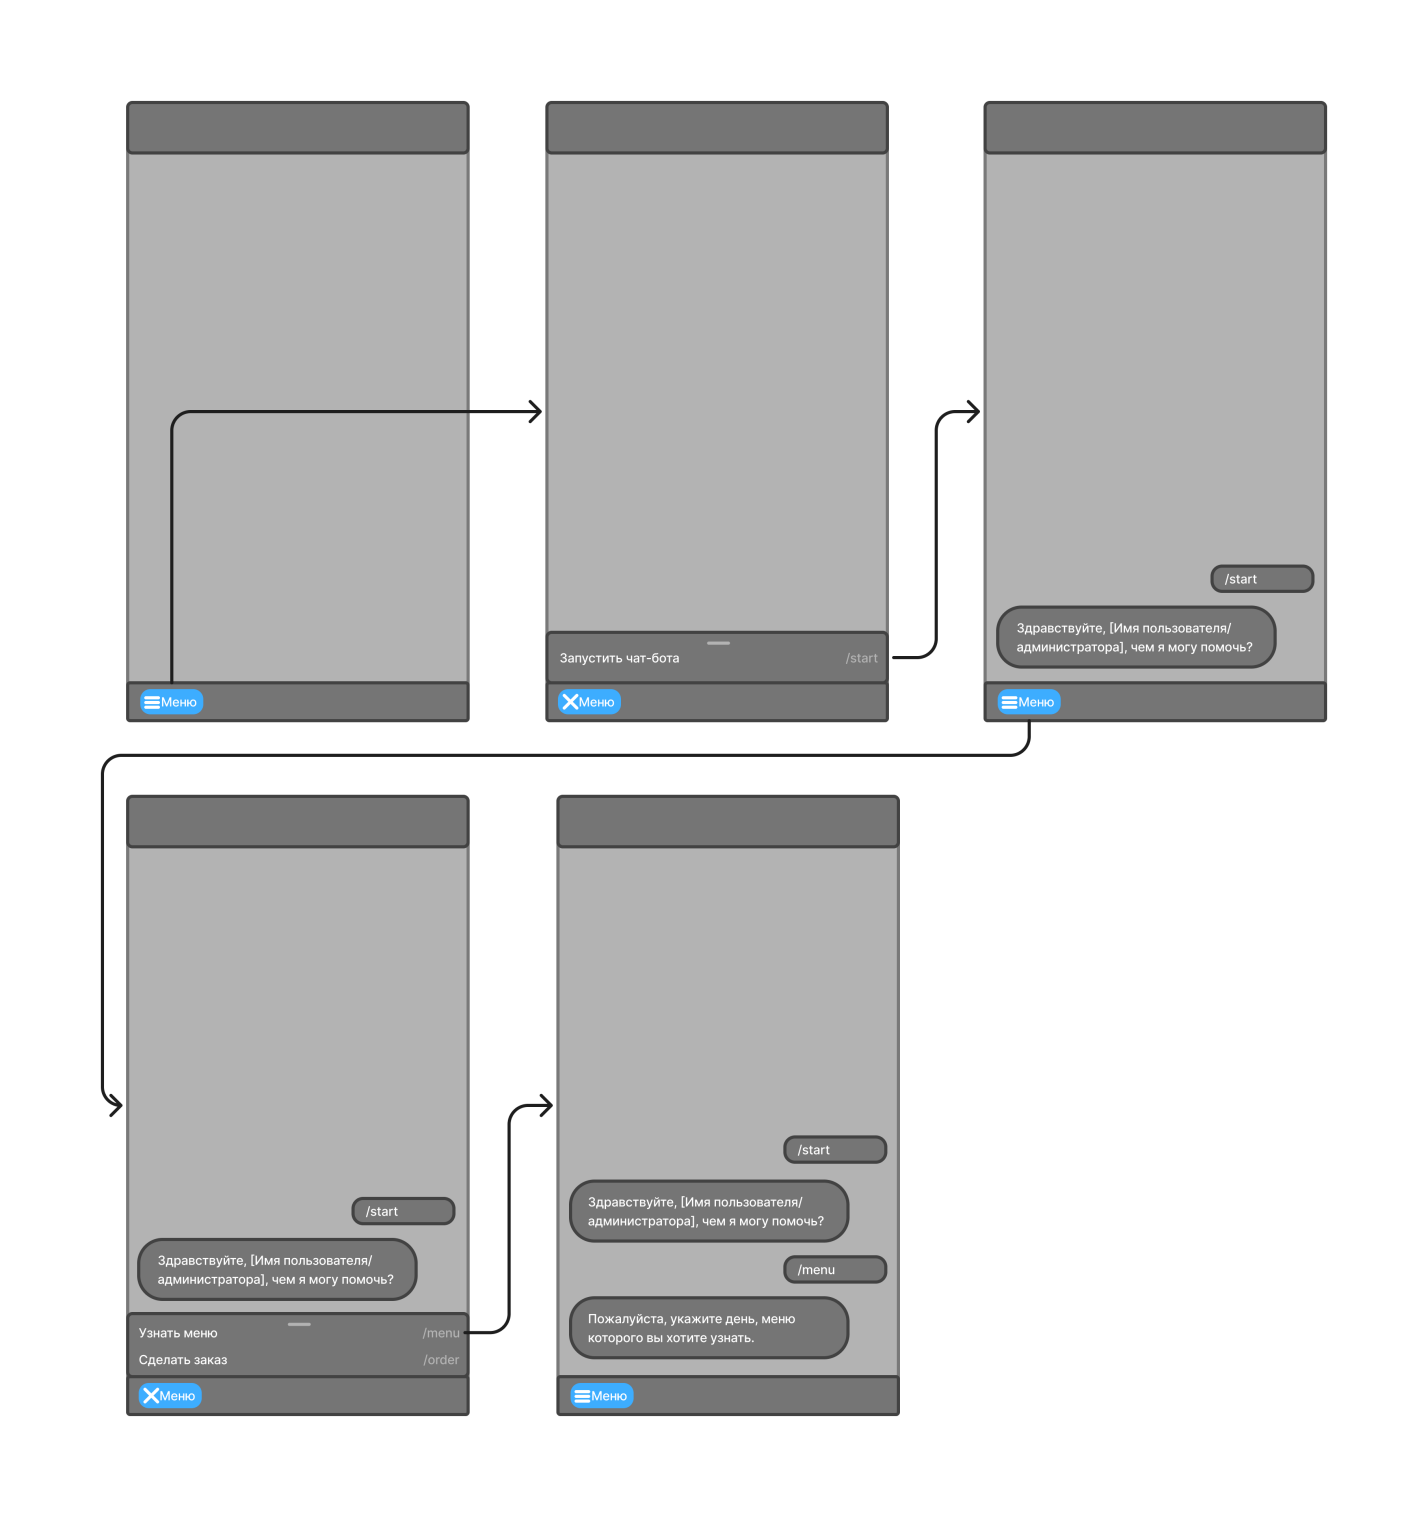 Меню
Запустить чат-бота /start
Меню
/start
Здравствуйте, [Имя пользователя/
администратора], чем я могу помочь?
Меню
/start
Здравствуйте, [Имя пользователя/
администратора], чем я могу помочь?
Узнать меню /menu
Сделать заказ /order
Меню
/start
Здравствуйте, [Имя пользователя/
администратора], чем я могу помочь?
/menu
Пожалуйста, укажите день, меню
которого вы хотите узнать.
Меню